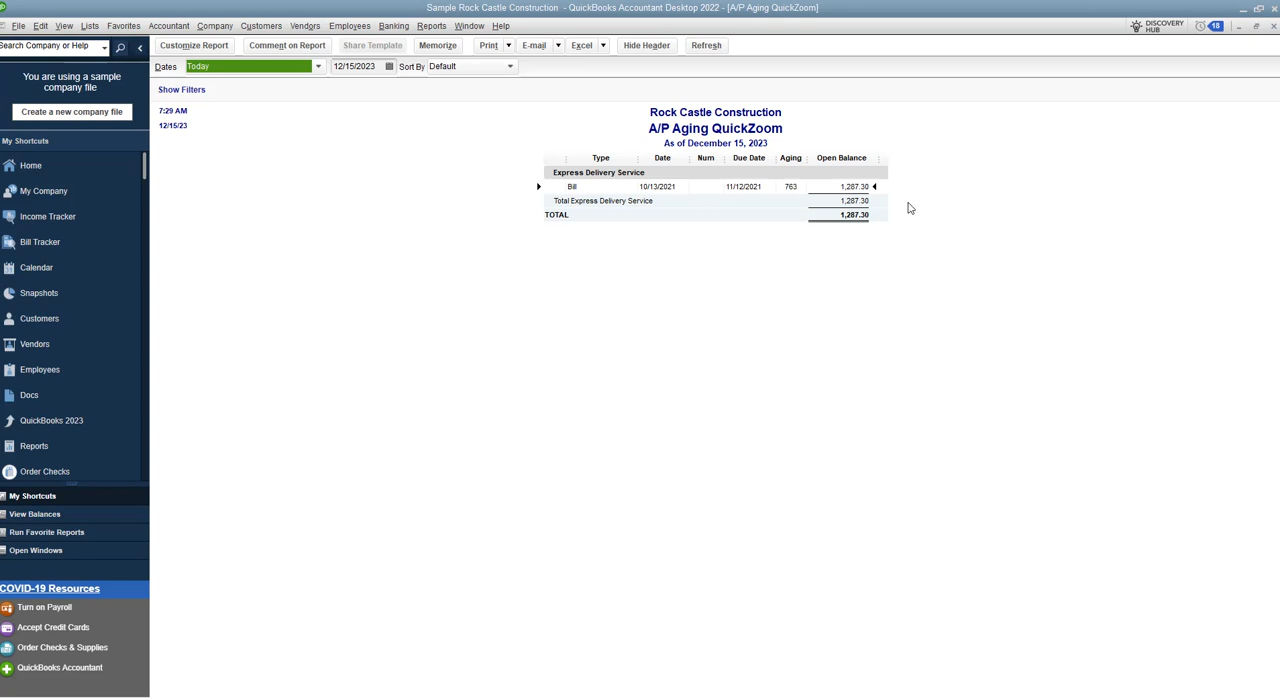 Sample Rock Castle Construction - QuickBooks Accountant Desktop 2022 - [A/P Aging QuickZoom]
File Edit View Lists Favorites Accountant Company Customers Vendors Employees Banking Reports Window Help
DISCOVERY
HUB
18
Search Company or Help
Customize Report Comment on Report Share Template Memorize Print E-mail Excel Hide Header Refresh
Dates Today 12/15/2023 Sort By Default
You are using a sample
company file
Create a new company file
Show Filters
My Shortcuts
Home
My Company
Income Tracker
Bill Tracker
Calendar
Snapshots
Customers
Vendors
Employees
Docs
QuickBooks 2023
Reports
Order Checks
My Shortcuts
View Balances
Run Favorite Reports
Open Windows
COVID-19 Resources
Turn on Payroll
Accept Credit Cards
Order Checks & Supplies
QuickBooks Accountant
7:29 AM
12/15/23
Rock Castle Construction
A/P Aging QuickZoom
As of December 15, 2023
Type Date Num Due Date Aging Open Balance
Express Delivery Service
Bill 10/13/2021 11/12/2021 763 1,287.30
Total Express Delivery Service 1,287.30
TOTAL 1,287.30